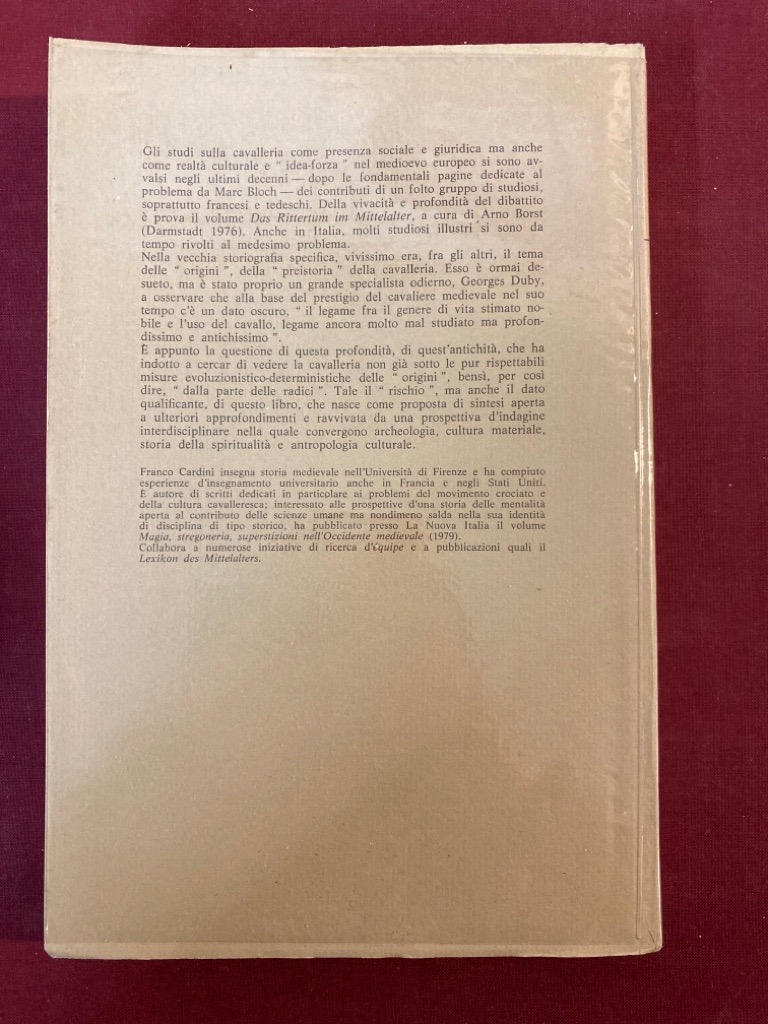 Gli studi sulla cavalleria come presenza sociale e giuridica ma anche
come realtà culturale e “ idea-forza ” nel medioevo europeo si sono av-
valsi negli ultimi decenni — dopo le fondamentali pagine dedicate al
problema da Marc Bloch — dei contributi di un folto gruppo di studiosi,
soprattutto francesi e tedeschi. Della vivacità e profondità del dibattito
è prova il volume Das Rittertum im Mittelalter, a cura di Arno Borst
(Darmstadt 1976). Anche in Italia, molti studiosi illustri si sono da
tempo rivolti al medesimo problema.
Nella vecchia storiografia specifica, vivissimo era, fra gli altri, il tema
delle “ origini ”, della “ preistoria ” della cavalleria. Esso è ormai de-
sueto, ma è stato proprio un grande specialista odierno, Georges Duby,
a osservare che alla base del prestigio del cavaliere medievale nel suo
tempo c'è un dato oscuro, “ il legame fra il genere di vita stimato no-
bile e l'uso del cavallo, legame ancora molto mal studiato ma profon-
dissimo e antichissimo ”.
È appunto la questione di questa profondità, di quest'antichità, che ha
indotto a cercar di vedere la cavalleria non già sotto le pur rispettabili
misure evoluzionistico-deterministiche delle “ origini ”, bensì, per così
dire, “ dalla parte delle radici ”. Tale il “ rischio ”, ma anche il dato
qualificante, di questo libro, che nasce come proposta di sintesi aperta
a ulteriori approfondimenti e ravvivata da una prospettiva d'indagine
interdisciplinare nella quale convergono archeologia, cultura materiale,
storia della spiritualità e antropologia culturale.
Franco Cardini insegna storia medievale nell'Università di Firenze e ha compiuto
esperienze d'insegnamento universitario anche in Francia e negli Stati Uniti.
È autore di scritti dedicati in particolare ai problemi del movimento crociato e
della cultura cavalleresca; interessato alle prospettive d'una storia delle mentalità
aperta al contributo delle scienze umane ma nondimeno salda nella sua identità
di disciplina di tipo storico, ha pubblicato presso La Nuova Italia il volume
Magia, stregoneria, superstizioni nell'Occidente medievale (1979).
Collabora a numerose iniziative di ricerca d'équipe e a pubblicazioni quali il
Lexikon des Mittelalters.